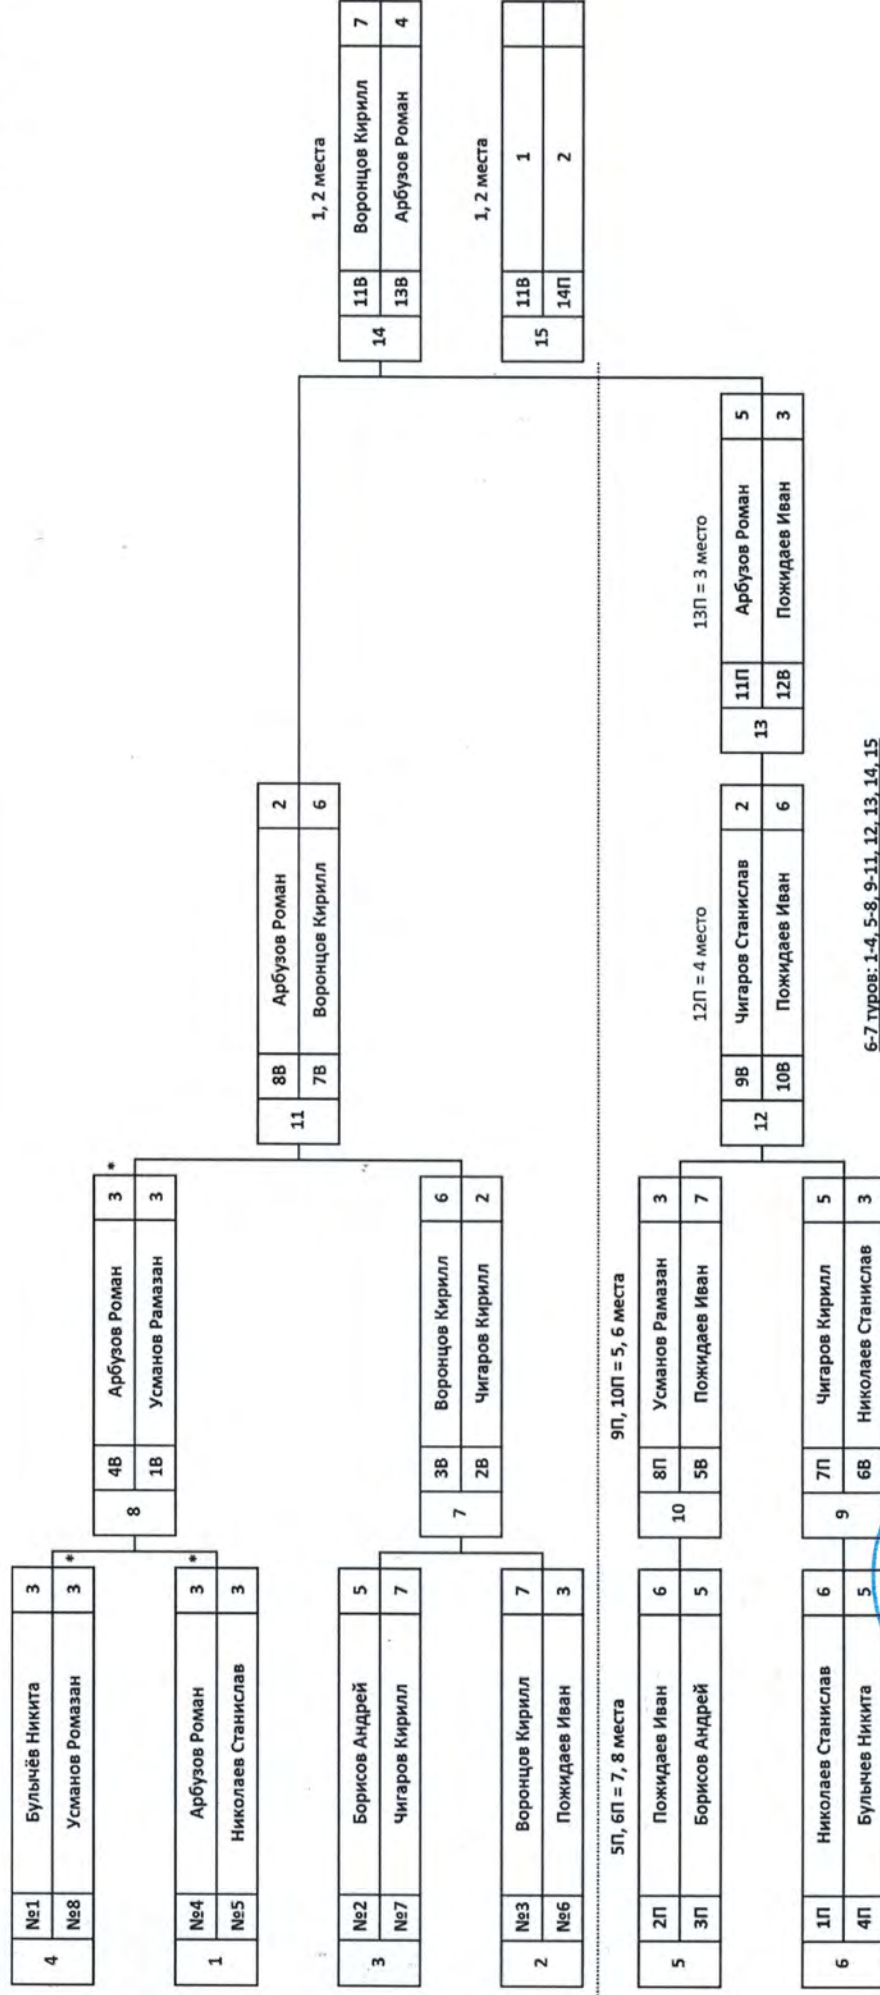 4
№1 Булычёв Никита 3
№8 Усманов Ромазан 3 *
1
№4 Арбузов Роман 3 *
№5 Николаев Станислав 3
3
№2 Борисов Андрей 5
№7 Чигаров Кирилл 7
2
№3 Воронцов Кирилл 7
№6 Пожидаев Иван 3
8
4В Арбузов Роман 3 *
1В Усманов Рамазан 3
7
3В Воронцов Кирилл 6
2В Чигаров Кирилл 2
11
8В Арбузов Роман 2
7В Воронцов Кирилл 6
1, 2 места
14
11В Воронцов Кирилл 7
13В Арбузов Роман 4
1, 2 места
15
11В 1
14П 2
5П, 6П = 7, 8 места
5
2П Пожидаев Иван 6
3П Борисов Андрей 5
6
1П Николаев Станислав 6
4П Булычев Никита 5
9П, 10П = 5, 6 места
10
8П Усманов Рамазан 3
5В Пожидаев Иван 7
9
7П Чигаров Кирилл 5
6В Николаев Станислав 3
12П = 4 место
12
9В Чигаров Станислав 2
10В Пожидаев Иван 6
13П = 3 место
13
11П Арбузов Роман 5
12В Пожидаев Иван 3
6-7 туров: 1-4, 5-8, 9-11, 12, 13, 14, 15